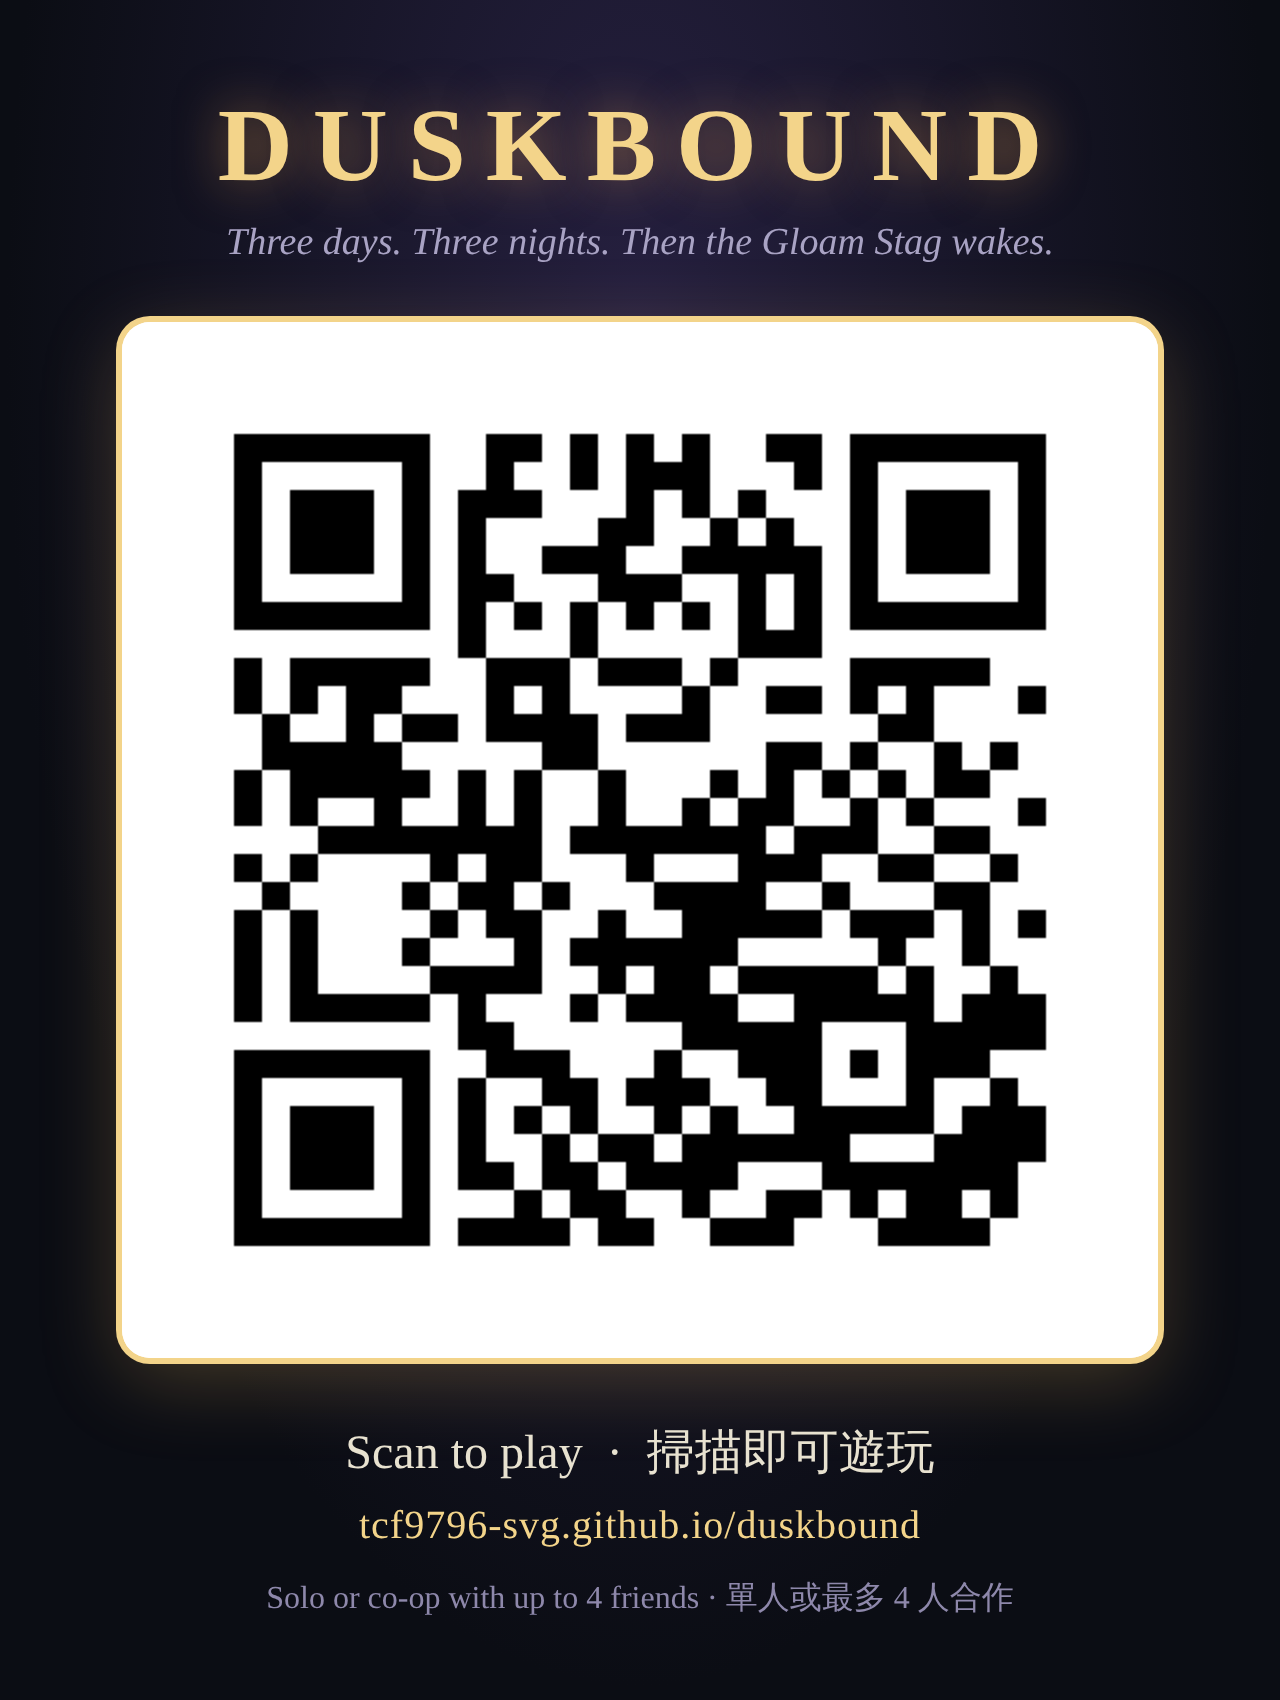 DUSKBOUND
Three days. Three nights. Then the Gloam Stag wakes.
Scan to play · 掃描即可遊玩
tcf9796-svg.github.io/duskbound
Solo or co-op with up to 4 friends · 單人或最多 4 人合作